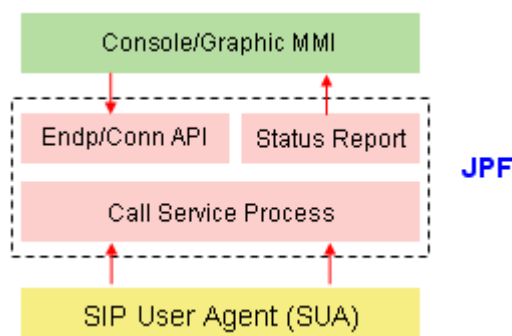 Console/Graphic MMI
Endp/Conn API
Status Report
JPF
Call Service Process
SIP User Agent (SUA)